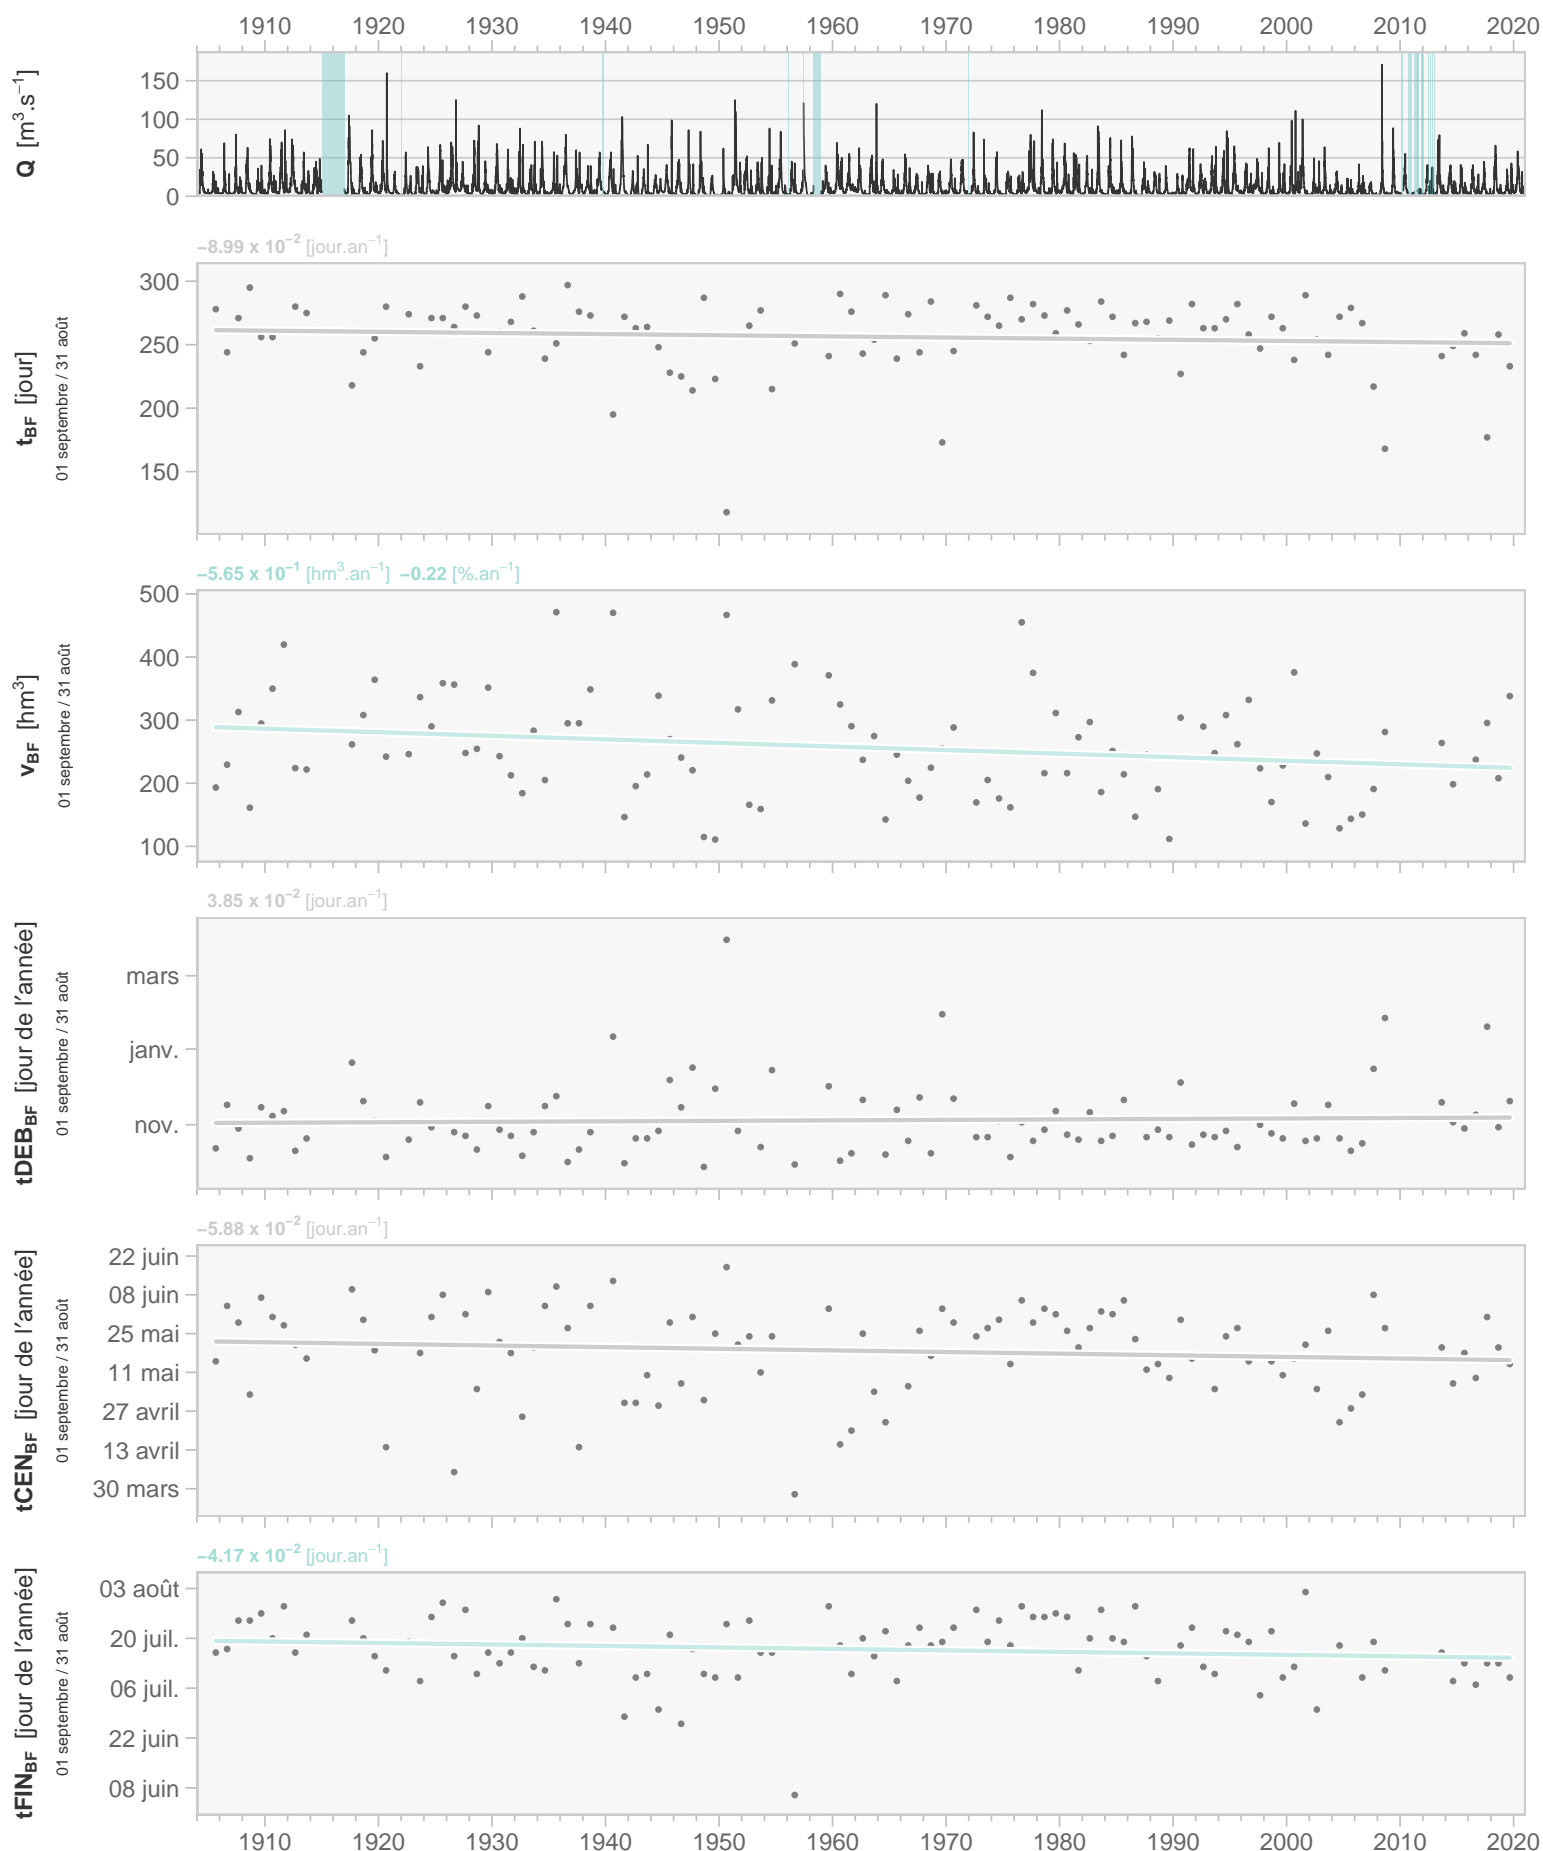 1910 1920 1930 1940 1950 1960 1970 1980 1990 2000 2010 2020
Q [m³.s⁻¹]
150
100
50
0
−8.99 x 10⁻² [jour.an⁻¹]
tBF [jour]
01 septembre / 31 août
300
250
200
150
−5.65 x 10⁻¹ [hm³.an⁻¹] −0.22 [%.an⁻¹]
vBF [hm³]
01 septembre / 31 août
500
400
300
200
100
3.85 x 10⁻² [jour.an⁻¹]
tDEBBF [jour de l'année]
01 septembre / 31 août
mars
janv.
nov.
−5.88 x 10⁻² [jour.an⁻¹]
tCENBF [jour de l'année]
01 septembre / 31 août
22 juin
08 juin
25 mai
11 mai
27 avril
13 avril
30 mars
−4.17 x 10⁻² [jour.an⁻¹]
tFINBF [jour de l'année]
01 septembre / 31 août
03 août
20 juil.
06 juil.
22 juin
08 juin
1910 1920 1930 1940 1950 1960 1970 1980 1990 2000 2010 2020